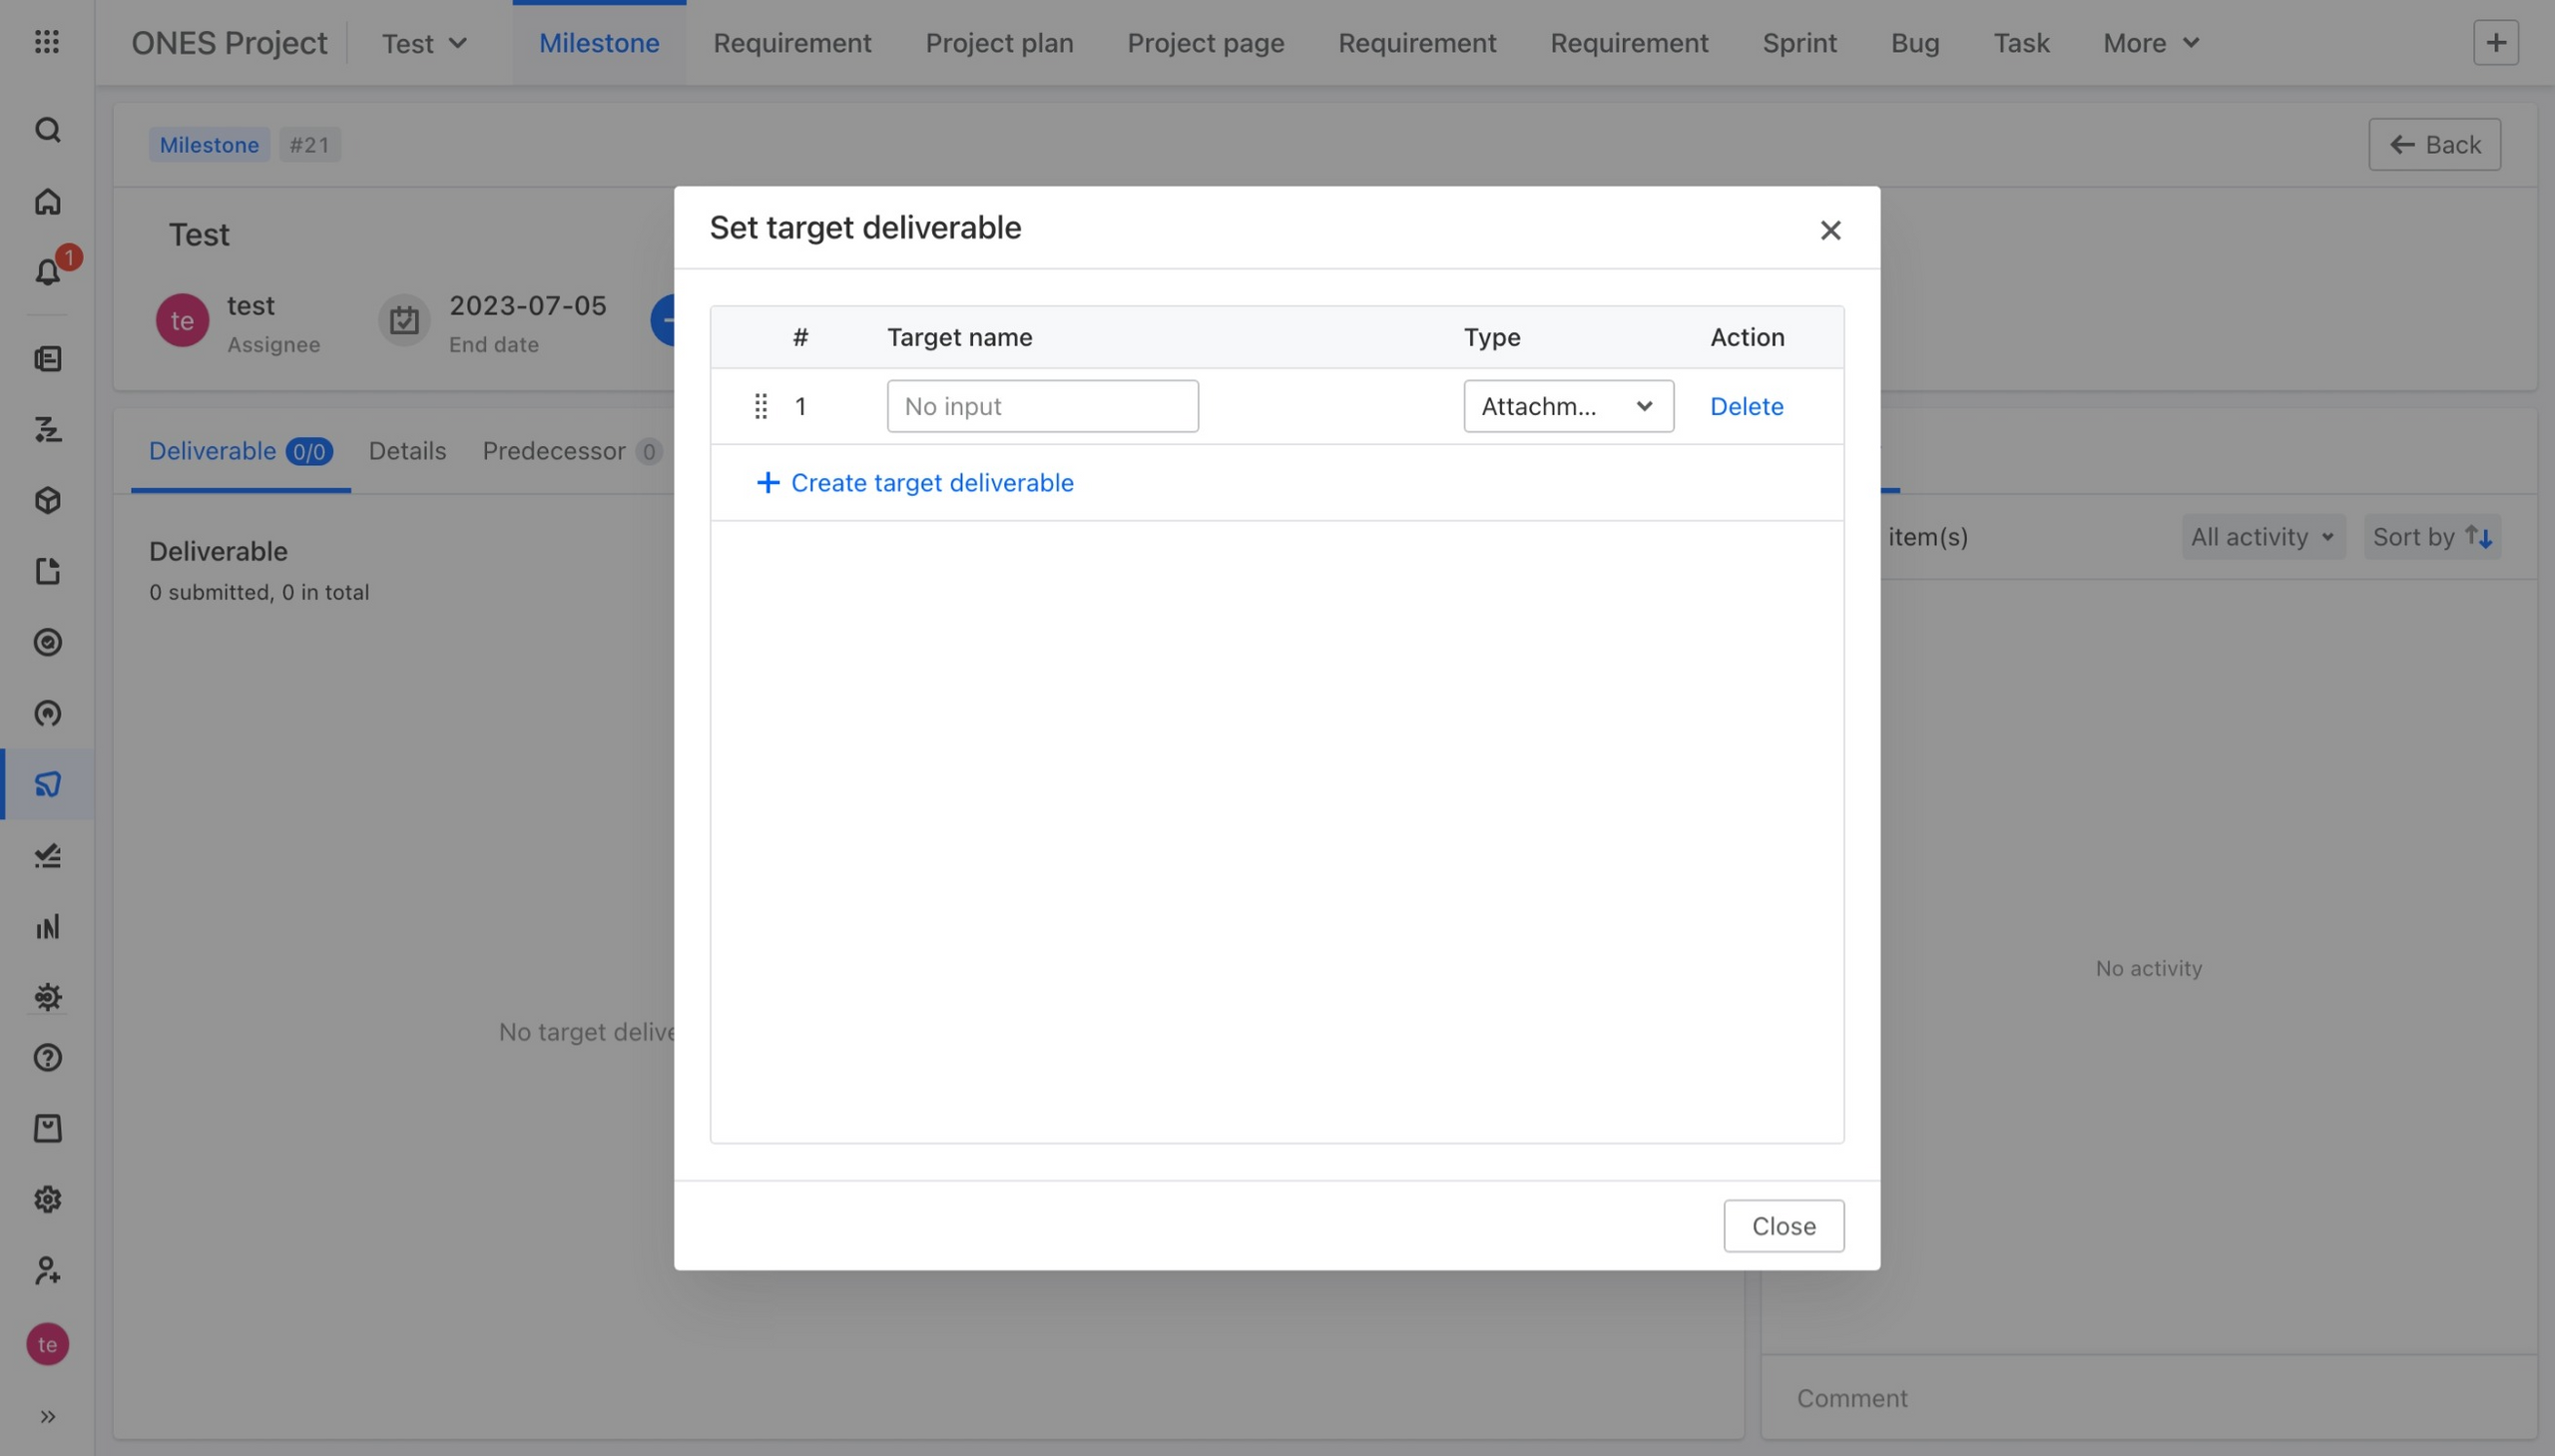 ONES Project
Test
Milestone
Requirement
Project plan
Project page
Requirement
Requirement
Sprint
Bug
Task
More
Milestone
#21
Back
Test
1
te
test
Assignee
2023-07-05
End date
Deliverable 0/0
Details
Predecessor 0
Deliverable
0 submitted, 0 in total
No target delive
Set target deliverable
#
Target name
Type
Action
1
No input
Attachm...
Delete
Create target deliverable
Close
item(s)
All activity
Sort by
No activity
Comment
te